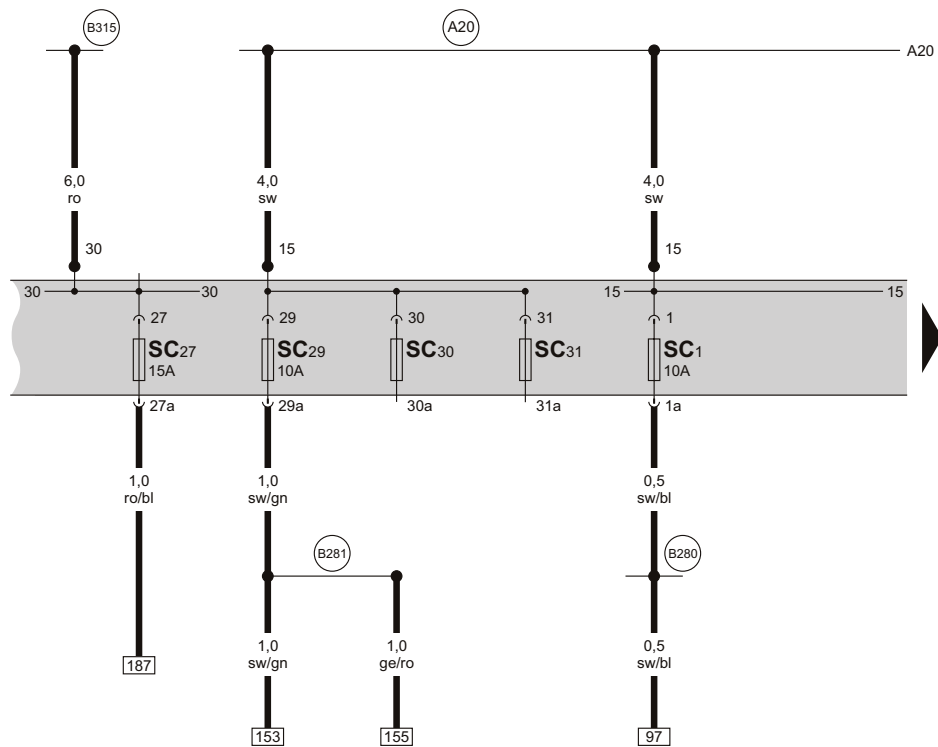 B315
A20
A20
6,0
ro
4,0
sw
4,0
sw
30
15
15
30
30
15
15
27
29
30
31
1
SC27
SC29
SC30
SC31
SC1
15A
10A
10A
27a
29a
30a
31a
1a
1,0
ro/bl
1,0
sw/gn
0,5
sw/bl
B281
B280
1,0
sw/gn
1,0
ge/ro
0,5
sw/bl
187
153
155
97